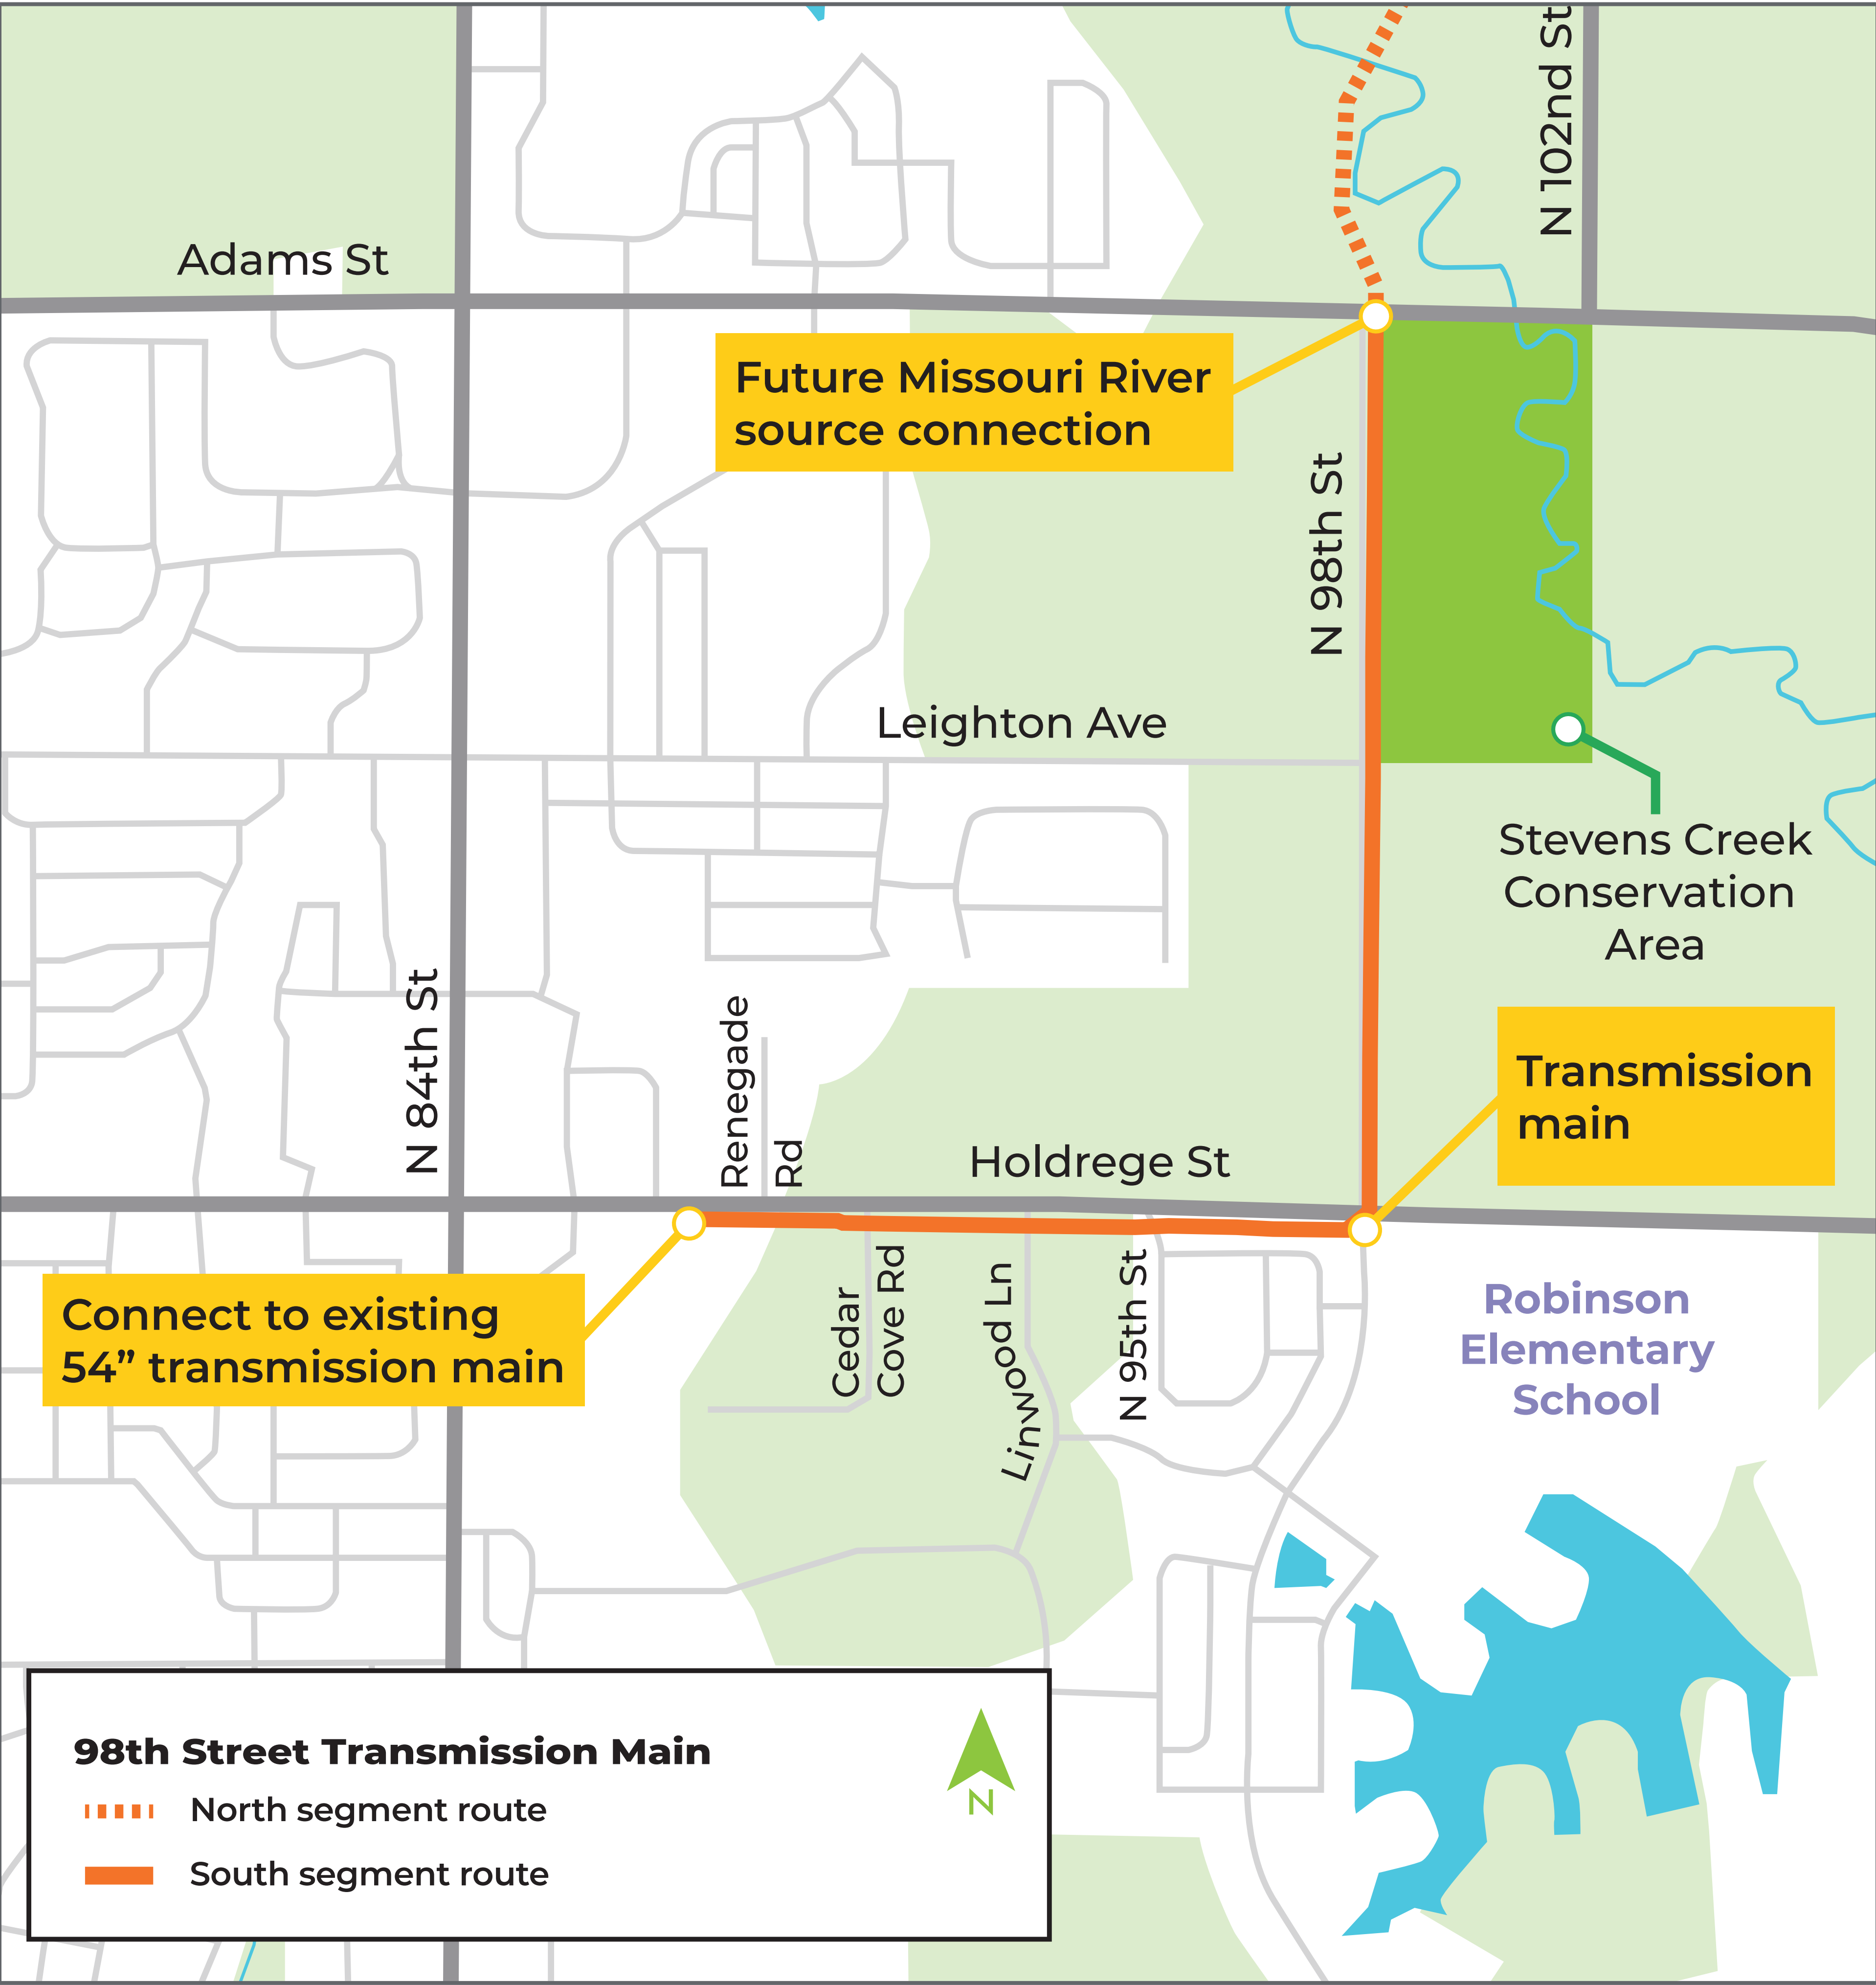 N 102nd St
Adams St
Future Missouri River
source connection
N 98th St
Leighton Ave
Stevens Creek
Conservation
Area
N 84th St
Renegade
Rd
Transmission
main
Holdrege St
Connect to existing
54” transmission main
Cedar
Cove Rd
Linwood Ln
N 95th St
Robinson
Elementary
School
98th Street Transmission Main
North segment route
South segment route
N